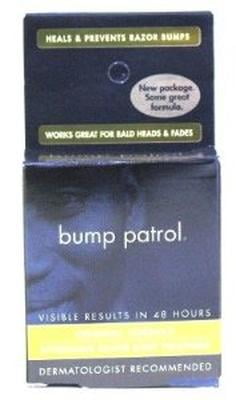 HEALS & PREVENTS RAZOR BUMPS
New package.
Same great
formula.
WORKS GREAT FOR BALD HEADS & FADES
bump patrol
VISIBLE RESULTS IN 48 HOURS
DERMATOLOGIST RECOMMENDED